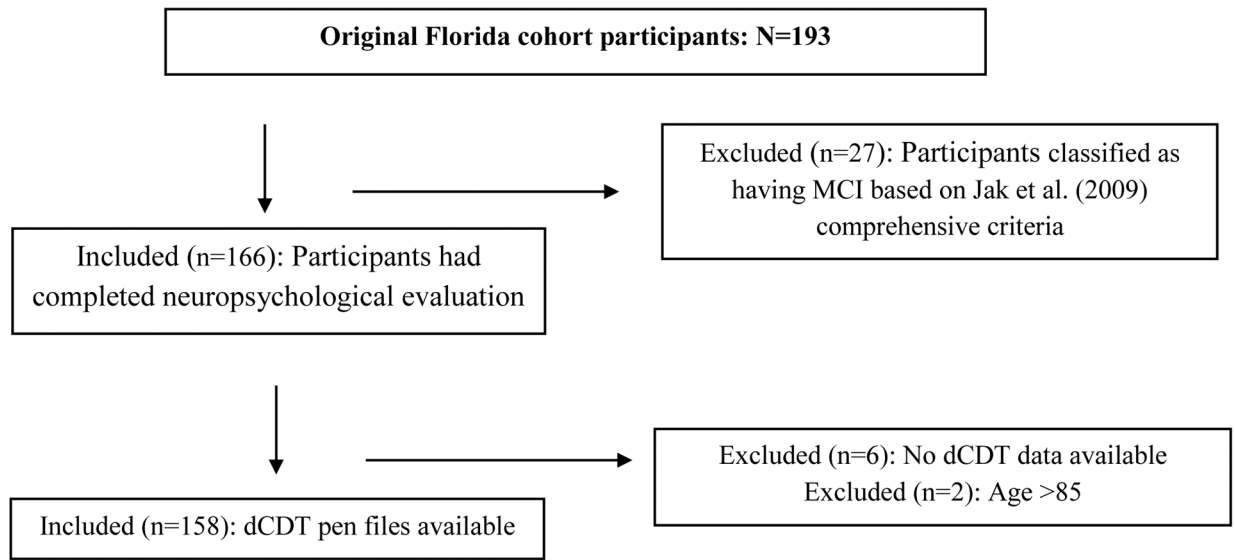 Original Florida cohort participants: N=193
Excluded (n=27): Participants classified as
having MCI based on Jak et al. (2009)
comprehensive criteria
Included (n=166): Participants had
completed neuropsychological evaluation
Excluded (n=6): No dCDT data available
Excluded (n=2): Age >85
Included (n=158): dCDT pen files available